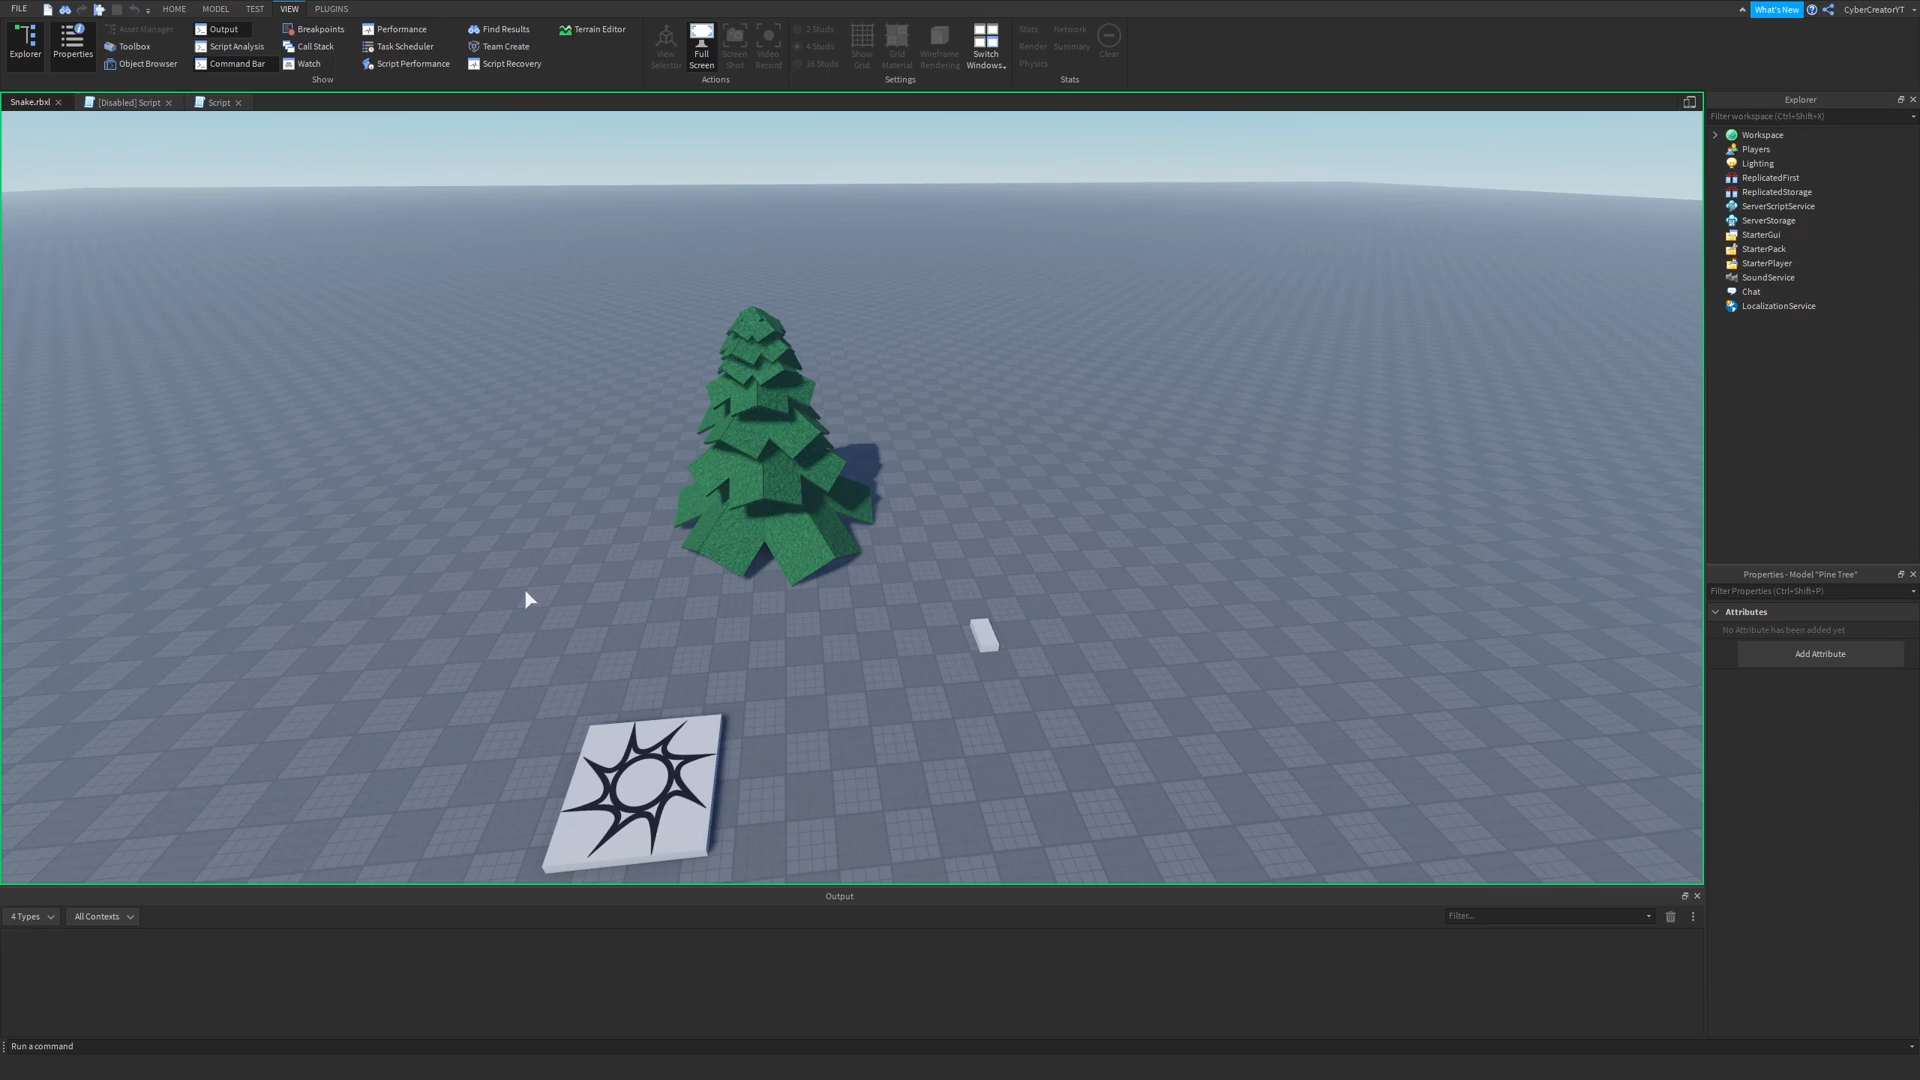 FILE HOME MODEL TEST VIEW PLUGINS What's New CyberCreatorYT
Asset Manager Output Breakpoints Performance Find Results Terrain Editor 2 Studs Stats Network
Toolbox Script Analysis Call Stack Task Scheduler Team Create 4 Studs Render Summary
Object Browser Command Bar Watch Script Performance Script Recovery 16 Studs Physics
Explorer Properties
View Selector
Full Screen
Screen Shot
Video Record
Show Grid
Grid Material
Wireframe Rendering
Switch Windows
Clear
Show Actions Settings Stats
Snake.rbxl [Disabled] Script Script
Explorer
Filter workspace (Ctrl+Shift+X)
Workspace
Players
Lighting
ReplicatedFirst
ReplicatedStorage
ServerScriptService
ServerStorage
StarterGui
StarterPack
StarterPlayer
SoundService
Chat
LocalizationService
Properties - Model "Pine Tree"
Filter Properties (Ctrl+Shift+P)
Attributes
No Attribute has been added yet
Add Attribute
Output
4 Types All Contexts Filter...
Run a command